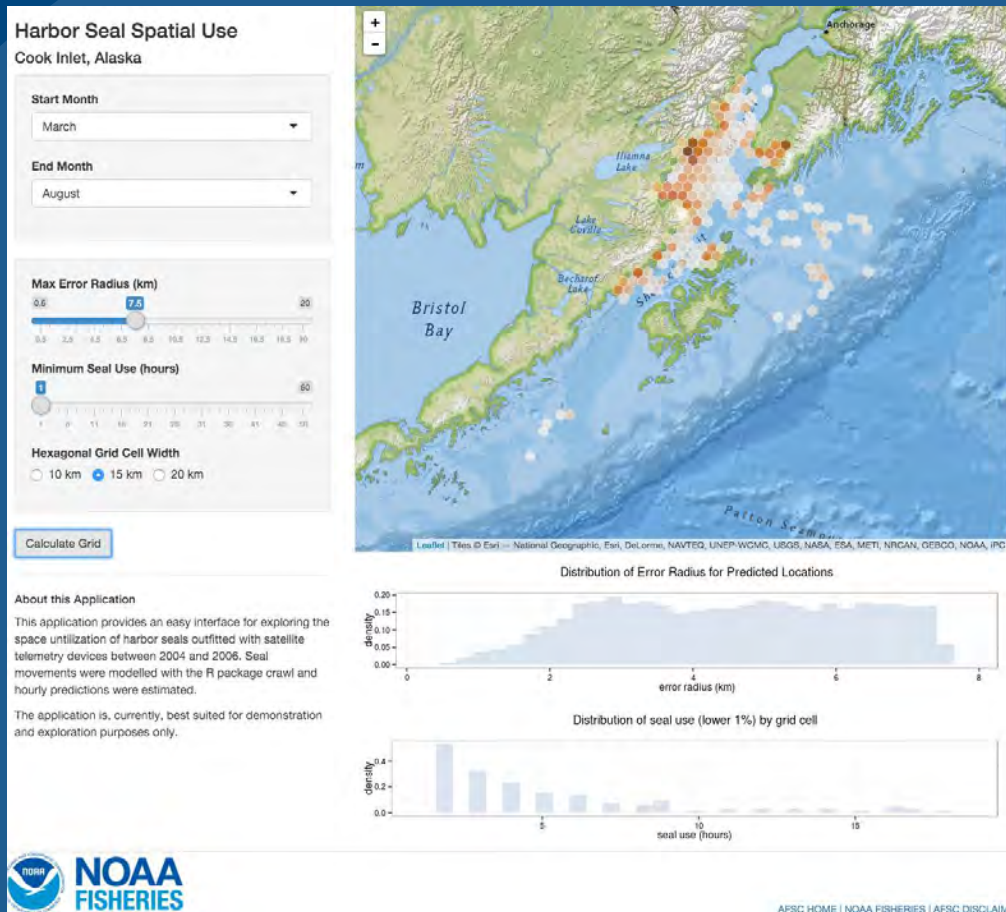 Harbor Seal Spatial Use
Cook Inlet, Alaska
Start Month
March
End Month
August
Max Error Radius (km)
0.5
7.5
20
Minimum Seal Use (hours)
1
60
Hexagonal Grid Cell Width
10 km
15 km
20 km
Calculate Grid
About this Application
This application provides an easy interface for exploring the
space untilization of harbor seals outfitted with satellite
telemetry devices between 2004 and 2006. Seal
movements were modelled with the R package crawl and
hourly predictions were estimated.
The application is, currently, best suited for demonstration
and exploration purposes only.
+
-
Anchorage
Iliamna
Lake
Lake
Bechar of
Lake
Bristol
Bay
Leaflet | Tiles © Esri — National Geographic, Esri, DeLorme, NAVTEQ, UNEP-WCMC, USGS, NASA, ESA, METI, NRCAN, GEBCO, NOAA, iPC
Distribution of Error Radius for Predicted Locations
density
0.20
0.15
0.10
0.05
0.00
0
2
4
6
8
error radius (km)
Distribution of seal use (lower 1%) by grid cell
density
0.4
0.2
0.0
5
10
15
seal use (hours)
NOAA
NOAA
FISHERIES
AFSC HOME | NOAA FISHERIES | AFSC DISCLAIM